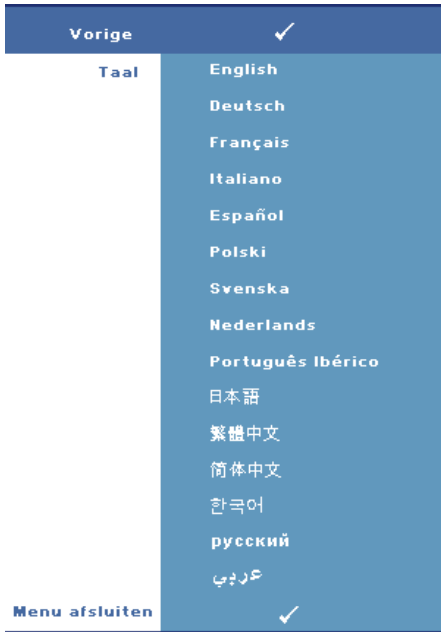 Vorige
Taal English
Deutsch
Français
Italiano
Español
Polski
Svenska
Nederlands
Português Ibérico
日本語
繁體中文
简体中文
한국어
русский
عربي
Menu afsluiten